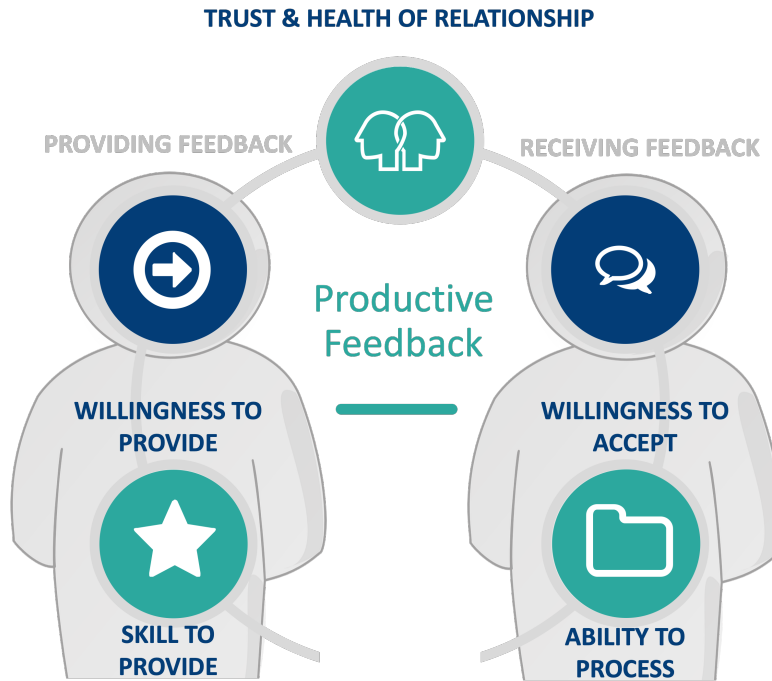 TRUST & HEALTH OF RELATIONSHIP
PROVIDING FEEDBACK
RECEIVING FEEDBACK
Productive
Feedback
WILLINGNESS TO
PROVIDE
WILLINGNESS TO
ACCEPT
SKILL TO
PROVIDE
ABILITY TO
PROCESS